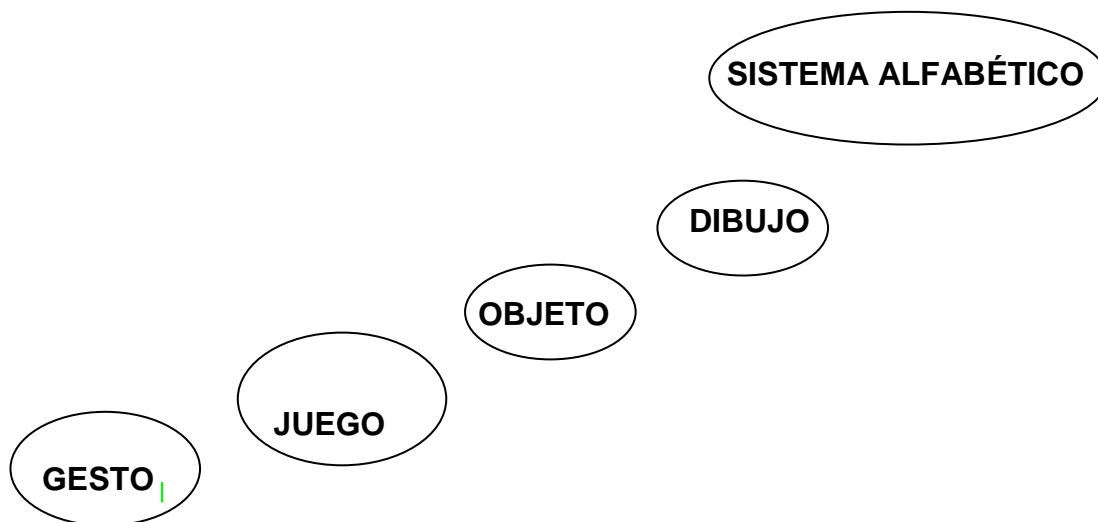 SISTEMA ALFABÉTICO
DIBUJO
OBJETO
JUEGO
GESTO